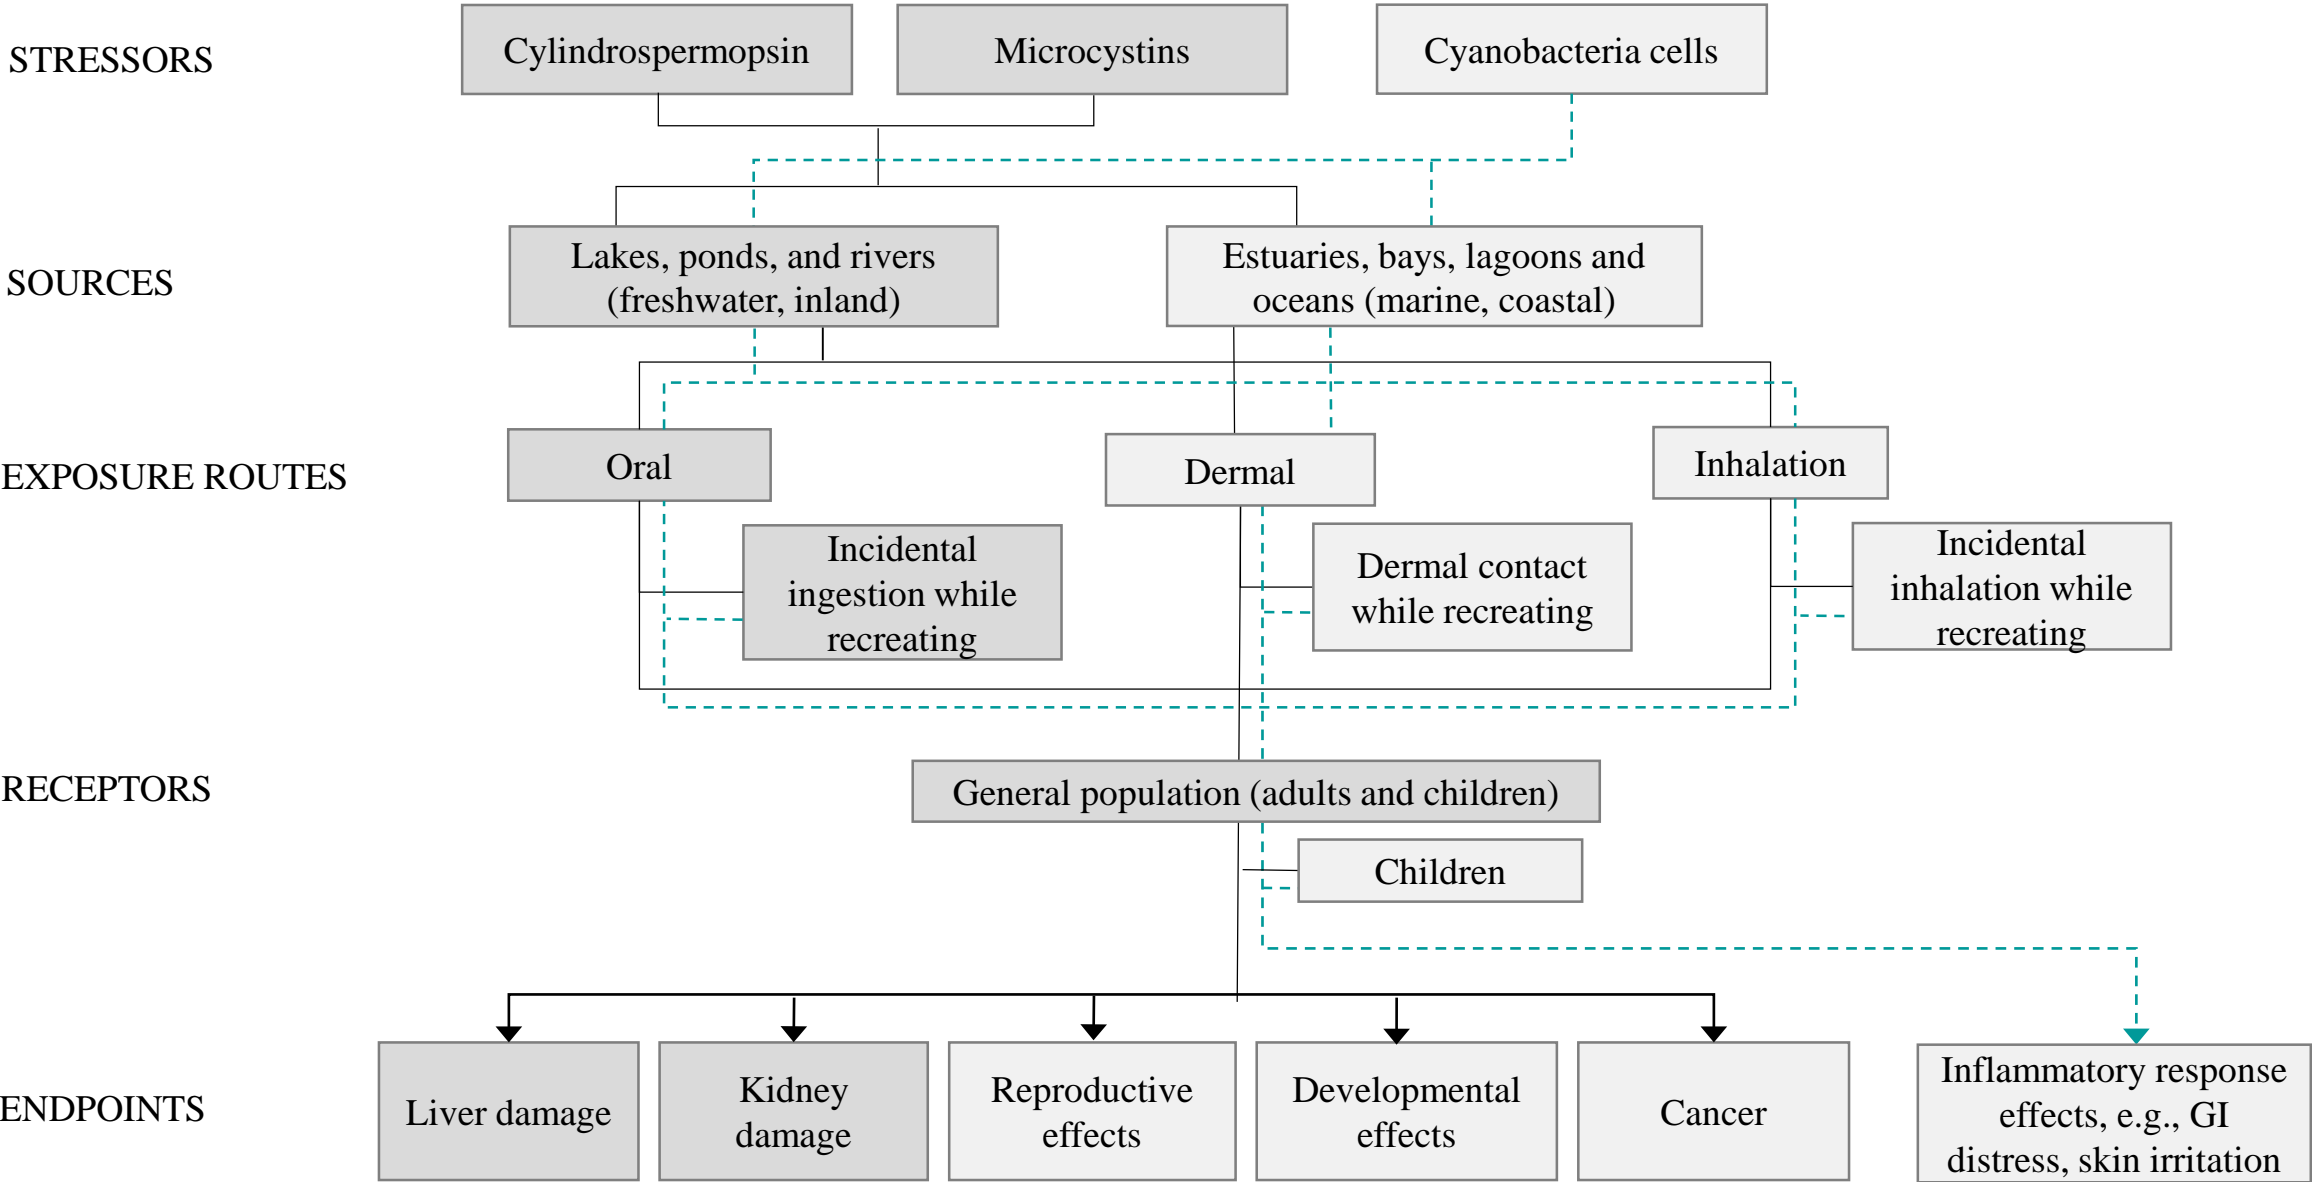 STRESSORS
Cylindrospermopsin
Microcystins
Cyanobacteria cells
SOURCES
Lakes, ponds, and rivers
(freshwater, inland)
Estuaries, bays, lagoons and
oceans (marine, coastal)
EXPOSURE ROUTES
Oral
Dermal
Inhalation
Incidental
ingestion while
recreating
Dermal contact
while recreating
Incidental
inhalation while
recreating
RECEPTORS
General population (adults and children)
Children
ENDPOINTS
Liver damage
Kidney
damage
Reproductive
effects
Developmental
effects
Cancer
Inflammatory response
effects, e.g., GI
distress, skin irritation